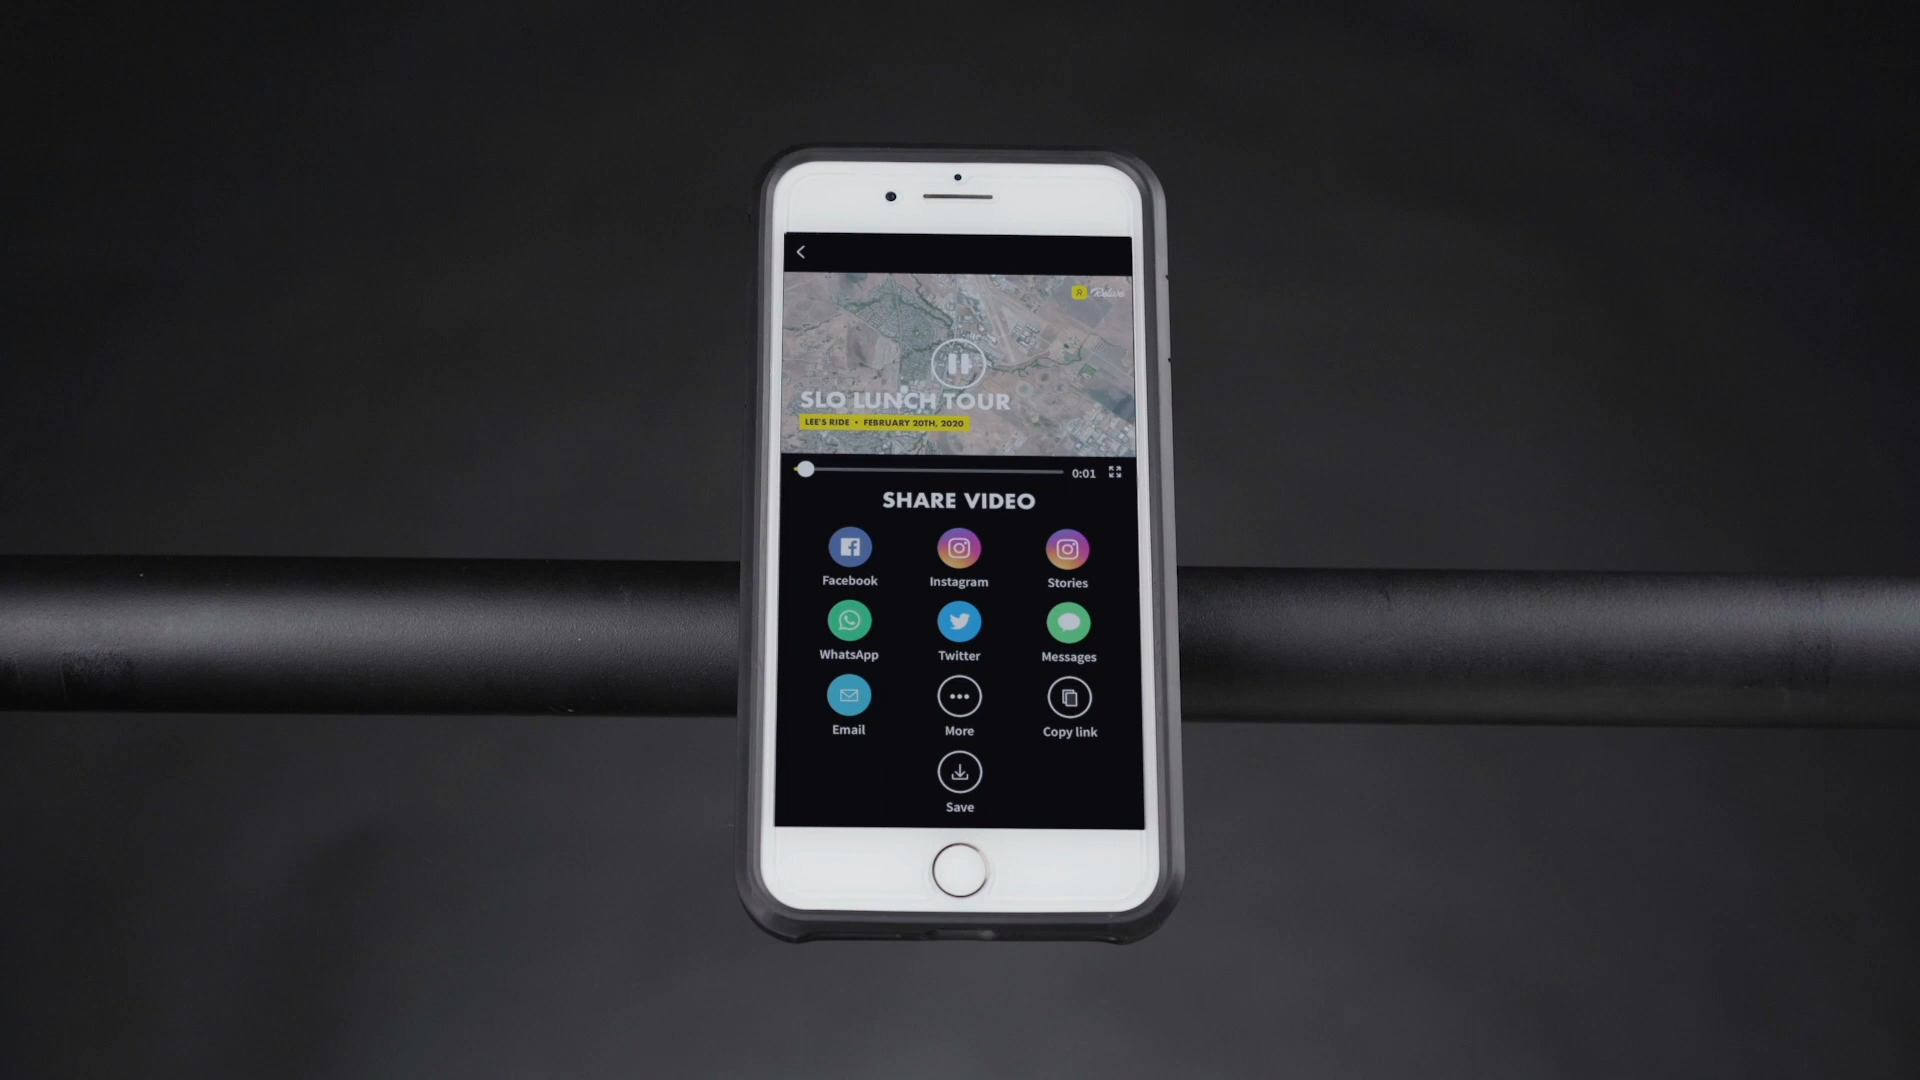 Relive
SLO LUNCH TOUR
LEE'S RIDE • FEBRUARY 20TH, 2020
0:01
SHARE VIDEO
Facebook
Instagram
Stories
WhatsApp
Twitter
Messages
Email
More
Copy link
Save